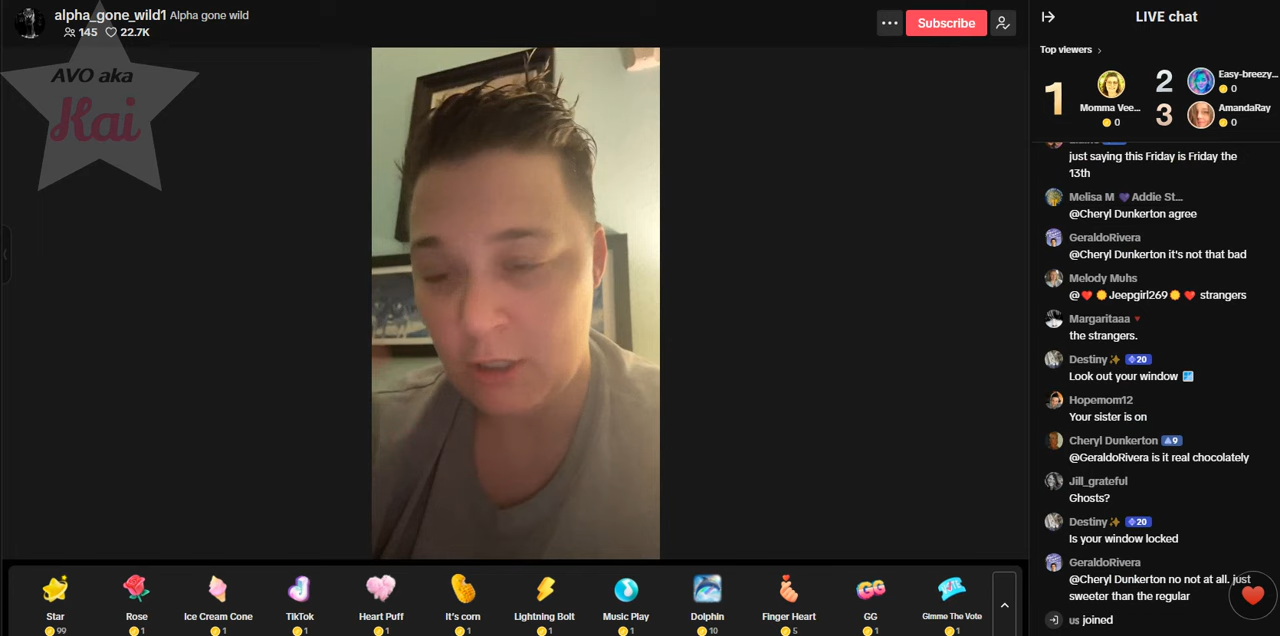 alpha_gone_wild1 Alpha gone wild
145 22.7K
Subscribe
AVO aka
Kai
LIVE chat
Top viewers
1
Momma Vee...
0
2
Easy-breezy...
0
3
AmandaRay
0
just saying this Friday is Friday the
13th
Melisa M 💜Addie St...
@Cheryl Dunkerton agree
GeraldoRivera
@Cheryl Dunkerton it's not that bad
Melody Muhs
@❤️🌼Jeepgirl269🌼❤️ strangers
Margaritaaa🔻
the strangers.
Destiny✨ 20
Look out your window 🪟
Hopemom12
Your sister is on
Cheryl Dunkerton 9
@GeraldoRivera is it real chocolately
Jill_grateful
Ghosts?
Destiny✨ 20
Is your window locked
GeraldoRivera
@Cheryl Dunkerton no not at all. just
sweeter than the regular
us joined
Star
99
Rose
1
Ice Cream Cone
1
TikTok
1
Heart Puff
1
It's corn
1
Lightning Bolt
1
Music Play
1
Dolphin
10
Finger Heart
5
GG
GG
1
Gimme The Vote
1